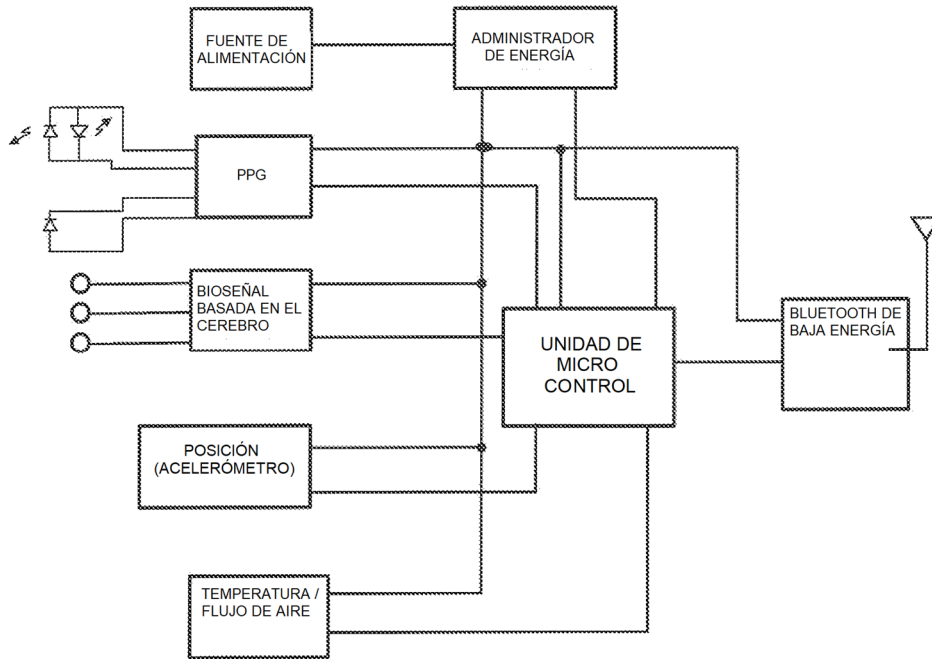 FUENTE DE
ALIMENTACIÓN
ADMINISTRADOR
DE ENERGÍA
PPG
BIOSEÑAL
BASADA EN EL
CEREBRO
UNIDAD DE
MICRO
CONTROL
BLUETOOTH DE
BAJA ENERGÍA
POSICIÓN
(ACELERÓMETRO)
TEMPERATURA /
FLUJO DE AIRE